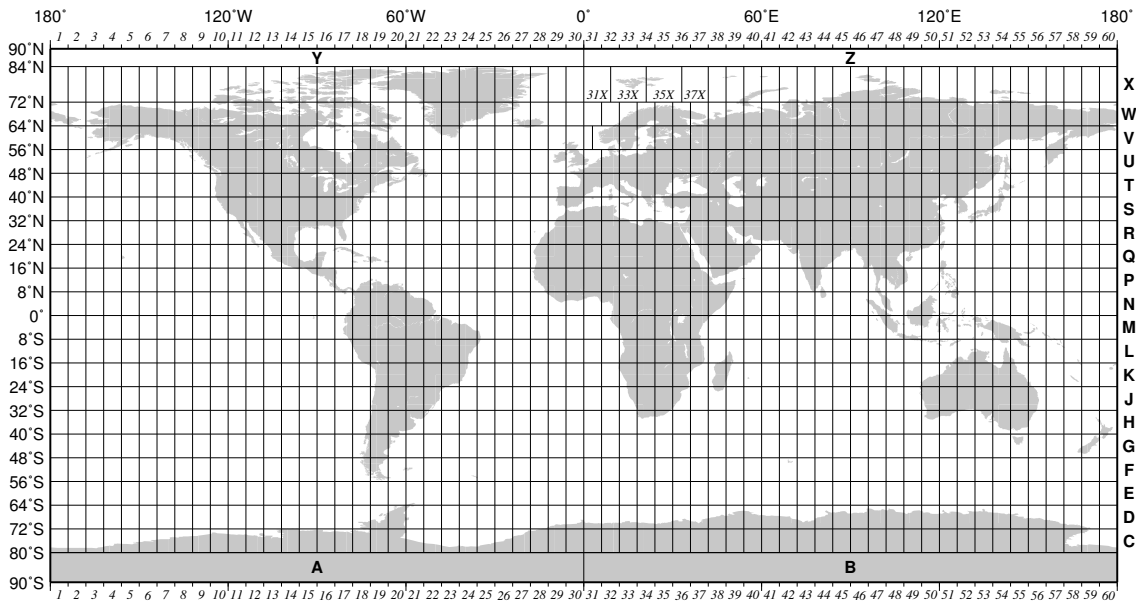 180˚ 120˚W 60˚W 0˚ 60˚E 120˚E 180˚
1 2 3 4 5 6 7 8 9 10 11 12 13 14 15 16 17 18 19 20 21 22 23 24 25 26 27 28 29 30 31 32 33 34 35 36 37 38 39 40 41 42 43 44 45 46 47 48 49 50 51 52 53 54 55 56 57 58 59 60
90˚N
Y Z
84˚N
X
31X 33X 35X 37X
72˚N
W
64˚N
V
56˚N
U
48˚N
T
40˚N
S
32˚N
R
24˚N
Q
16˚N
P
8˚N
N
0˚
M
8˚S
L
16˚S
K
24˚S
J
32˚S
H
40˚S
G
48˚S
F
56˚S
E
64˚S
D
72˚S
C
80˚S
A B
90˚S
1 2 3 4 5 6 7 8 9 10 11 12 13 14 15 16 17 18 19 20 21 22 23 24 25 26 27 28 29 30 31 32 33 34 35 36 37 38 39 40 41 42 43 44 45 46 47 48 49 50 51 52 53 54 55 56 57 58 59 60